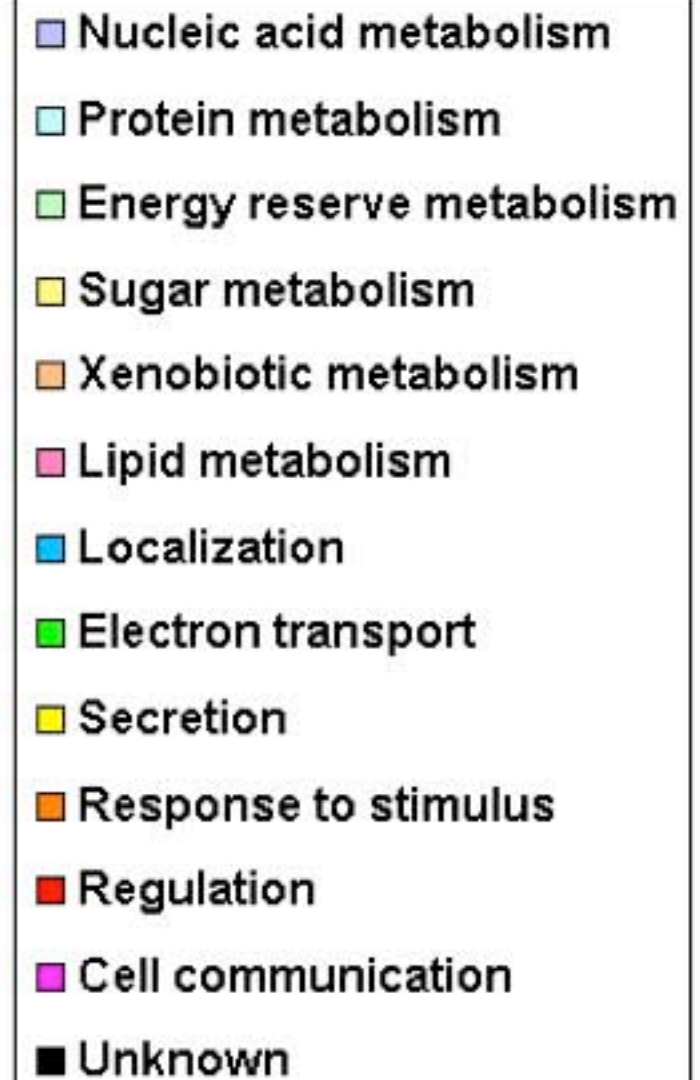 Nucleic acid metabolism
Protein metabolism
Energy reserve metabolism
Sugar metabolism
Xenobiotic metabolism
Lipid metabolism
Localization
Electron transport
Secretion
Response to stimulus
Regulation
Cell communication
Unknown